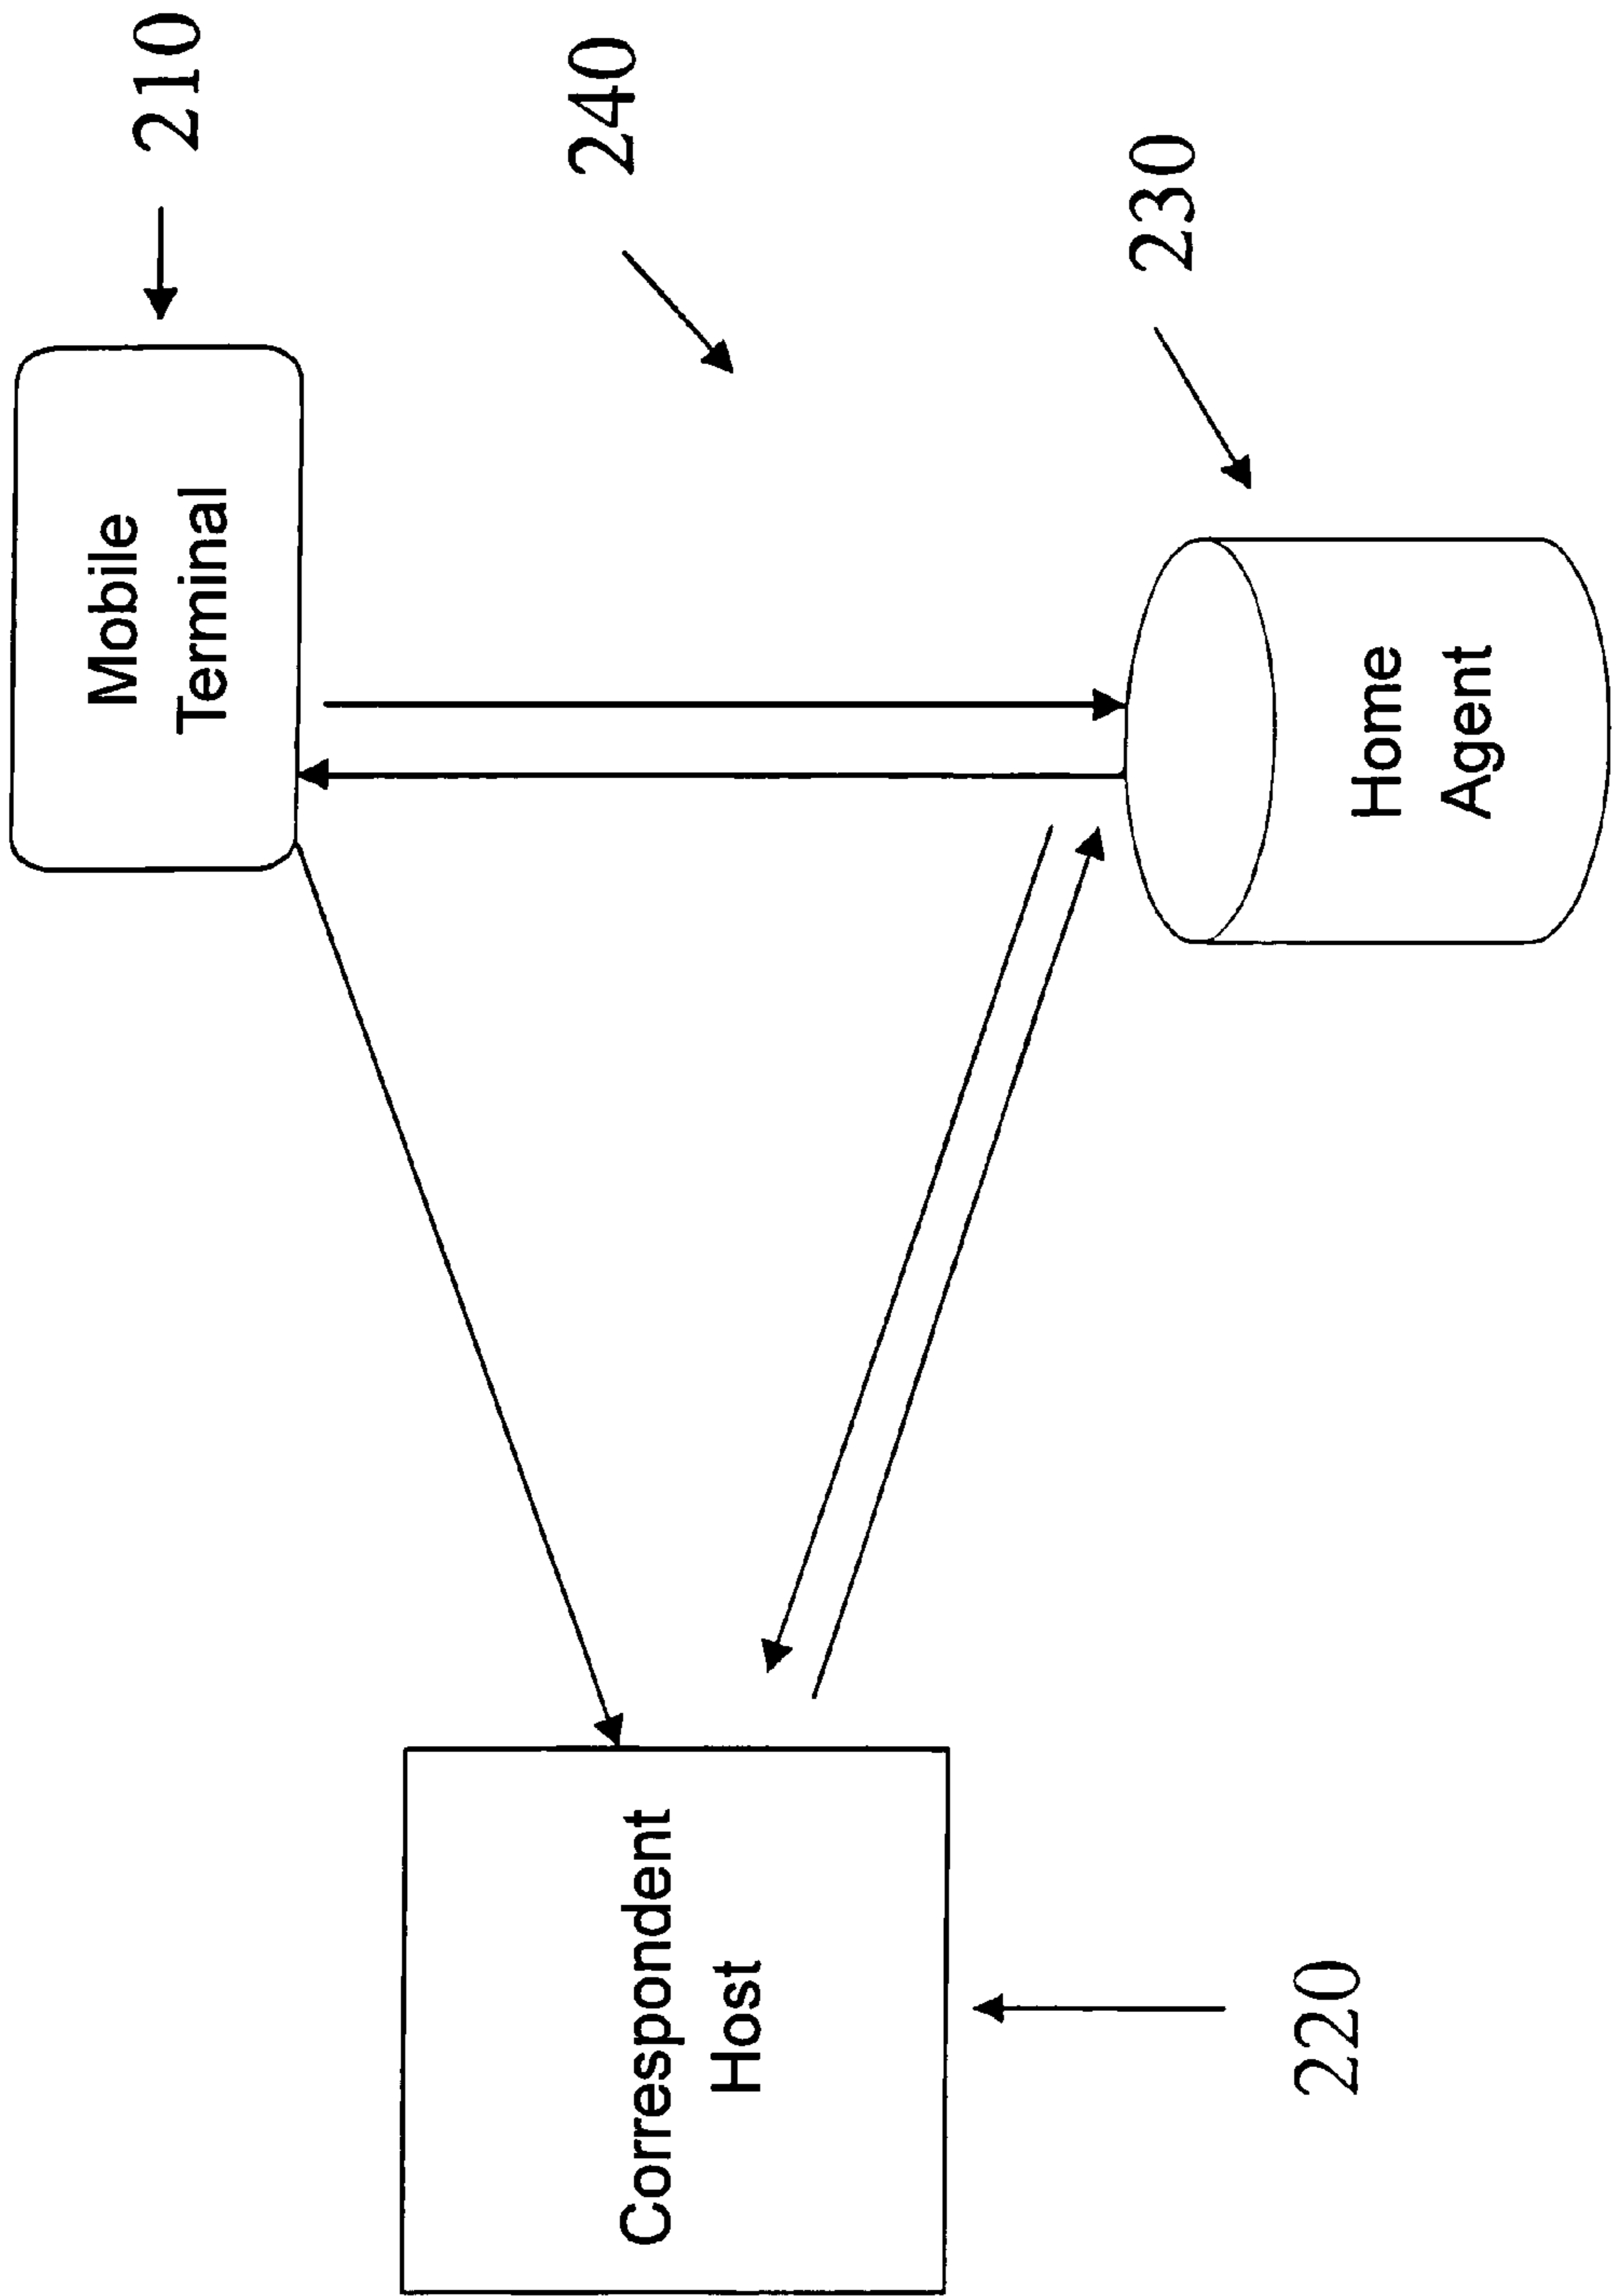 Correspondent
Host
220
Mobile
Terminal
210
240
Home
Agent
230